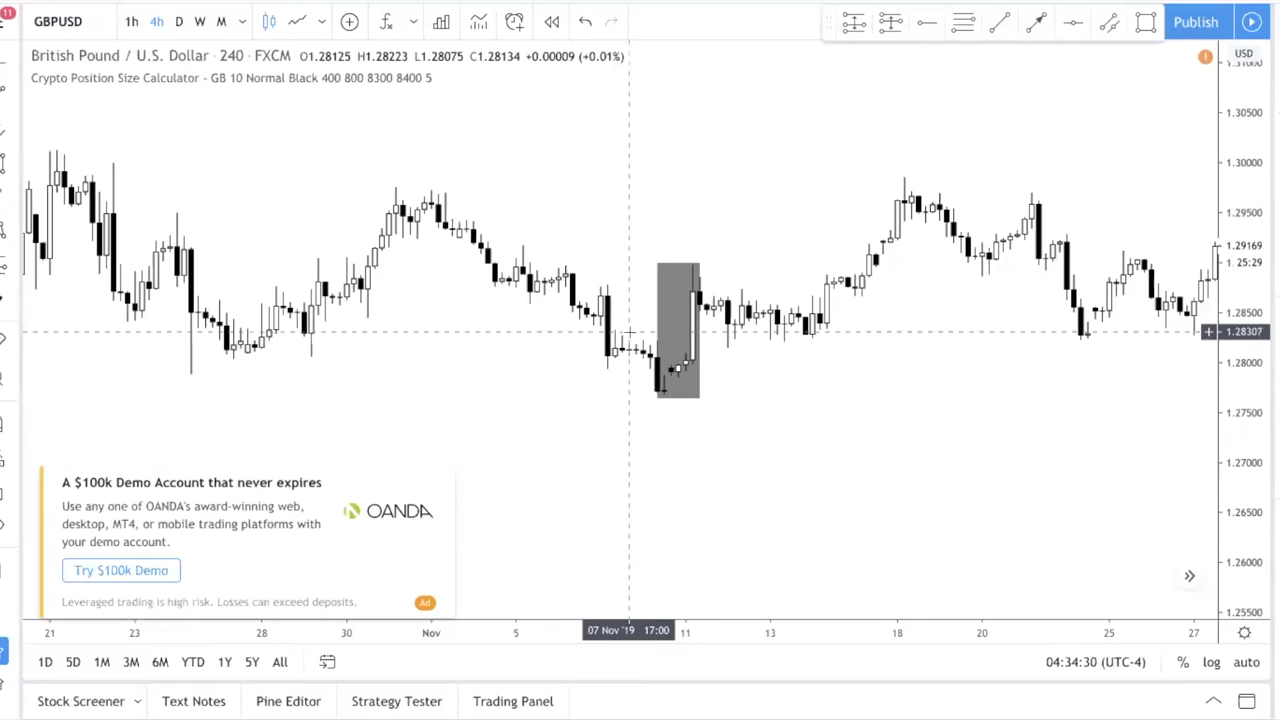 11
GBPUSD 1h 4h D W M Publish
British Pound / U.S. Dollar · 240 · FXCM O1.28125 H1.28223 L1.28075 C1.28134 +0.00009 (+0.01%)
Crypto Position Size Calculator - GB 10 Normal Black 400 800 8300 8400 5
USD
1.31000
1.30500
1.30000
1.29500
1.29169
1:25:29
1.28500
1.28307
1.28000
1.27500
1.27000
1.26500
1.26000
1.25500
A $100k Demo Account that never expires
Use any one of OANDA's award-winning web,
desktop, MT4, or mobile trading platforms with
your demo account.
OANDA
Try $100k Demo
Leveraged trading is high risk. Losses can exceed deposits. Ad
21 23 28 30 Nov 5 07 Nov '19 17:00 11 13 18 20 25 27
1D 5D 1M 3M 6M YTD 1Y 5Y All 04:34:30 (UTC-4) % log auto
Stock Screener Text Notes Pine Editor Strategy Tester Trading Panel